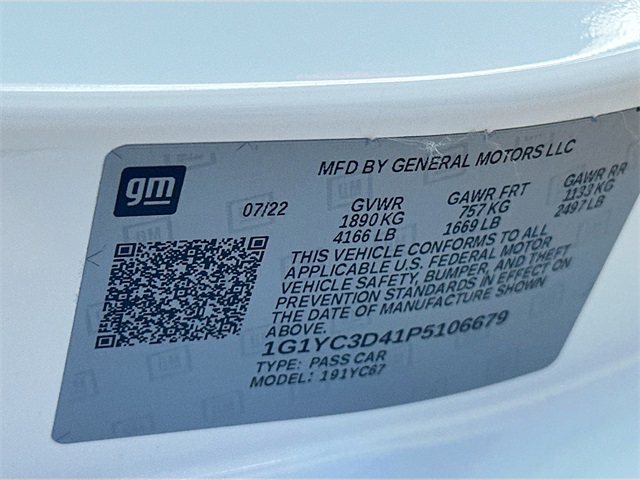 gm
MFD BY GENERAL MOTORS LLC
07/22
GVWR
1890 KG
4166 LB
GAWR FRT
757 KG
1669 LB
GAWR RR
1133 KG
2497 LB
THIS VEHICLE CONFORMS TO ALL
APPLICABLE U.S. FEDERAL MOTOR
VEHICLE SAFETY, BUMPER, AND THEFT
PREVENTION STANDARDS IN EFFECT ON
THE DATE OF MANUFACTURE SHOWN
ABOVE.
1G1YC3D41P5106679
TYPE: PASS CAR
MODEL: 191YC67